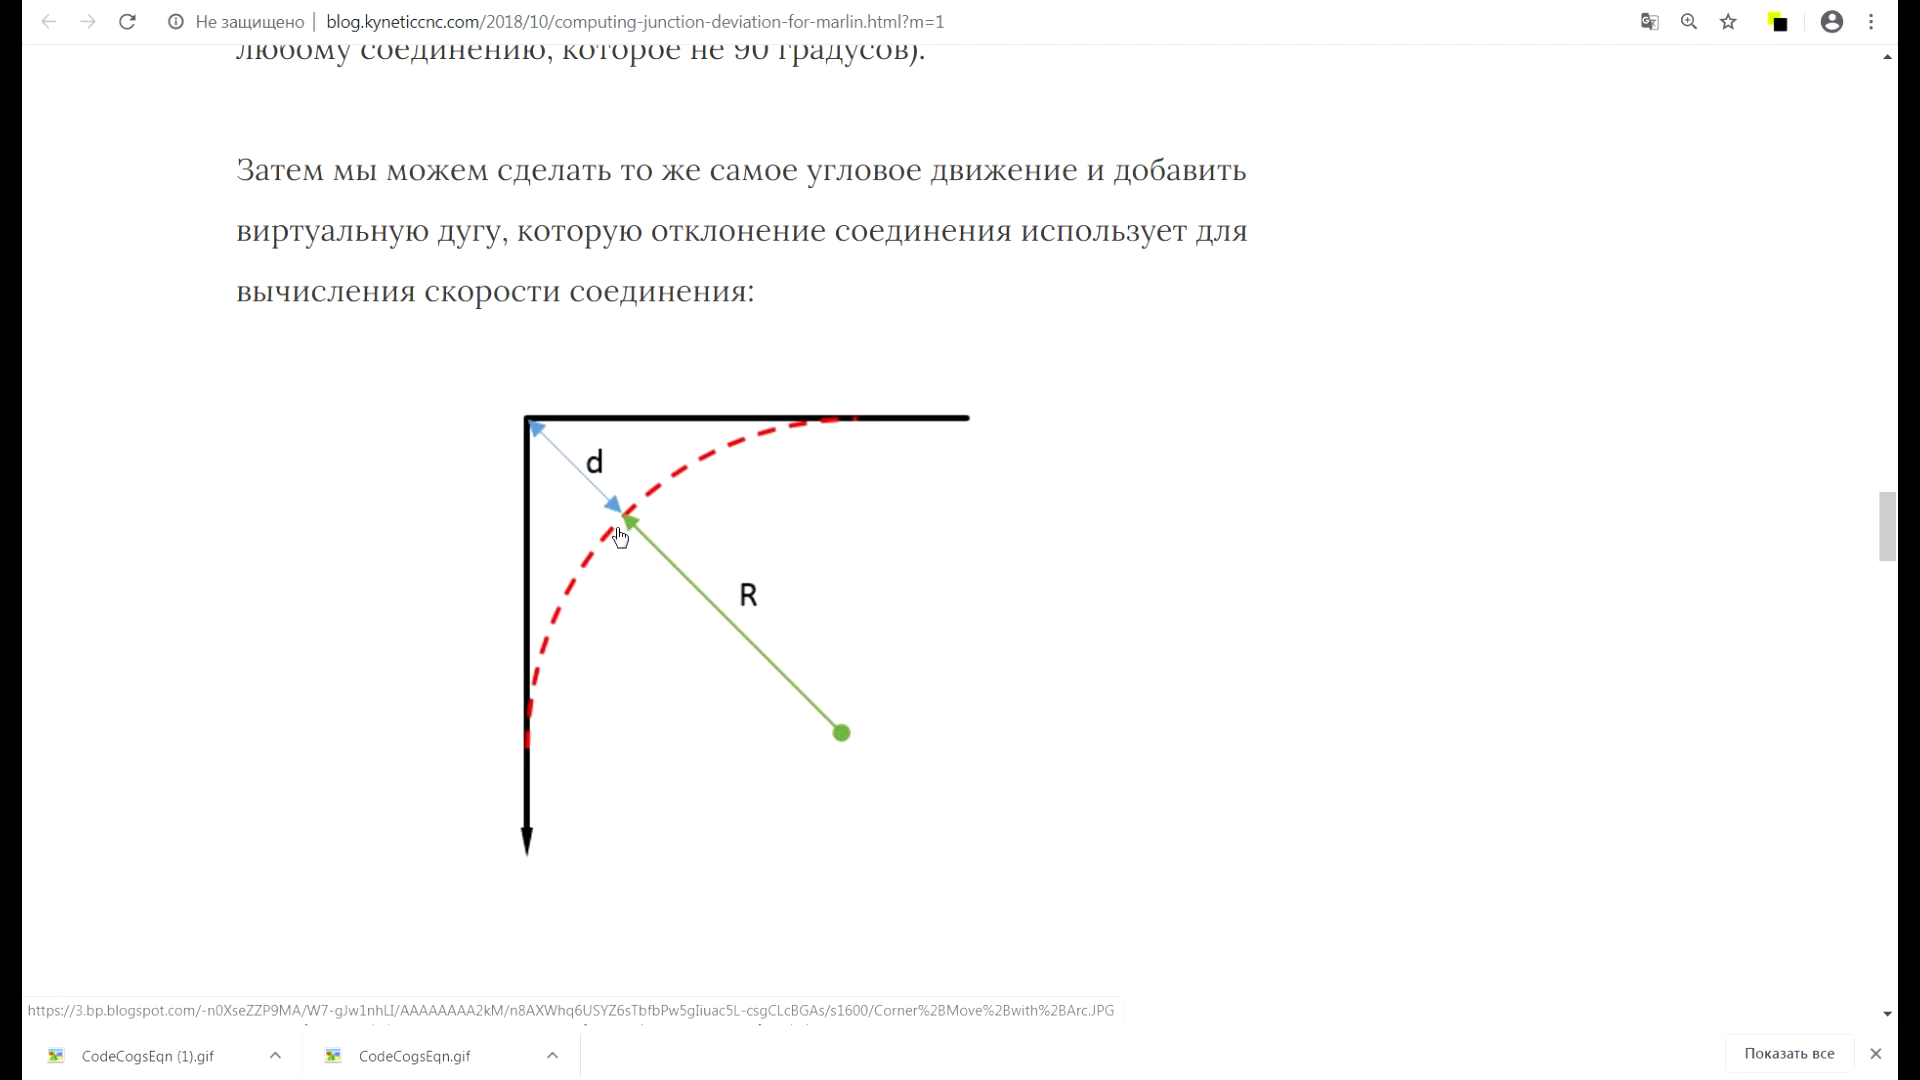 Не защищено | blog.kyneticcnc.com/2018/10/computing-junction-deviation-for-marlin.html?m=1
любому соединению, которое не 90 градусов).
Затем мы можем сделать то же самое угловое движение и добавить
виртуальную дугу, которую отклонение соединения использует для
вычисления скорости соединения:
d
R
https://3.bp.blogspot.com/-n0XseZZP9MA/W7-gJw1nhLI/AAAAAAAA2kM/n8AXWhq6USYZ6sTbfbPw5gIiuac5L-csgCLcBGAs/s1600/Corner%2BMove%2Bwith%2BArc.JPG
CodeCogsEqn (1).gif
CodeCogsEqn.gif
Показать все